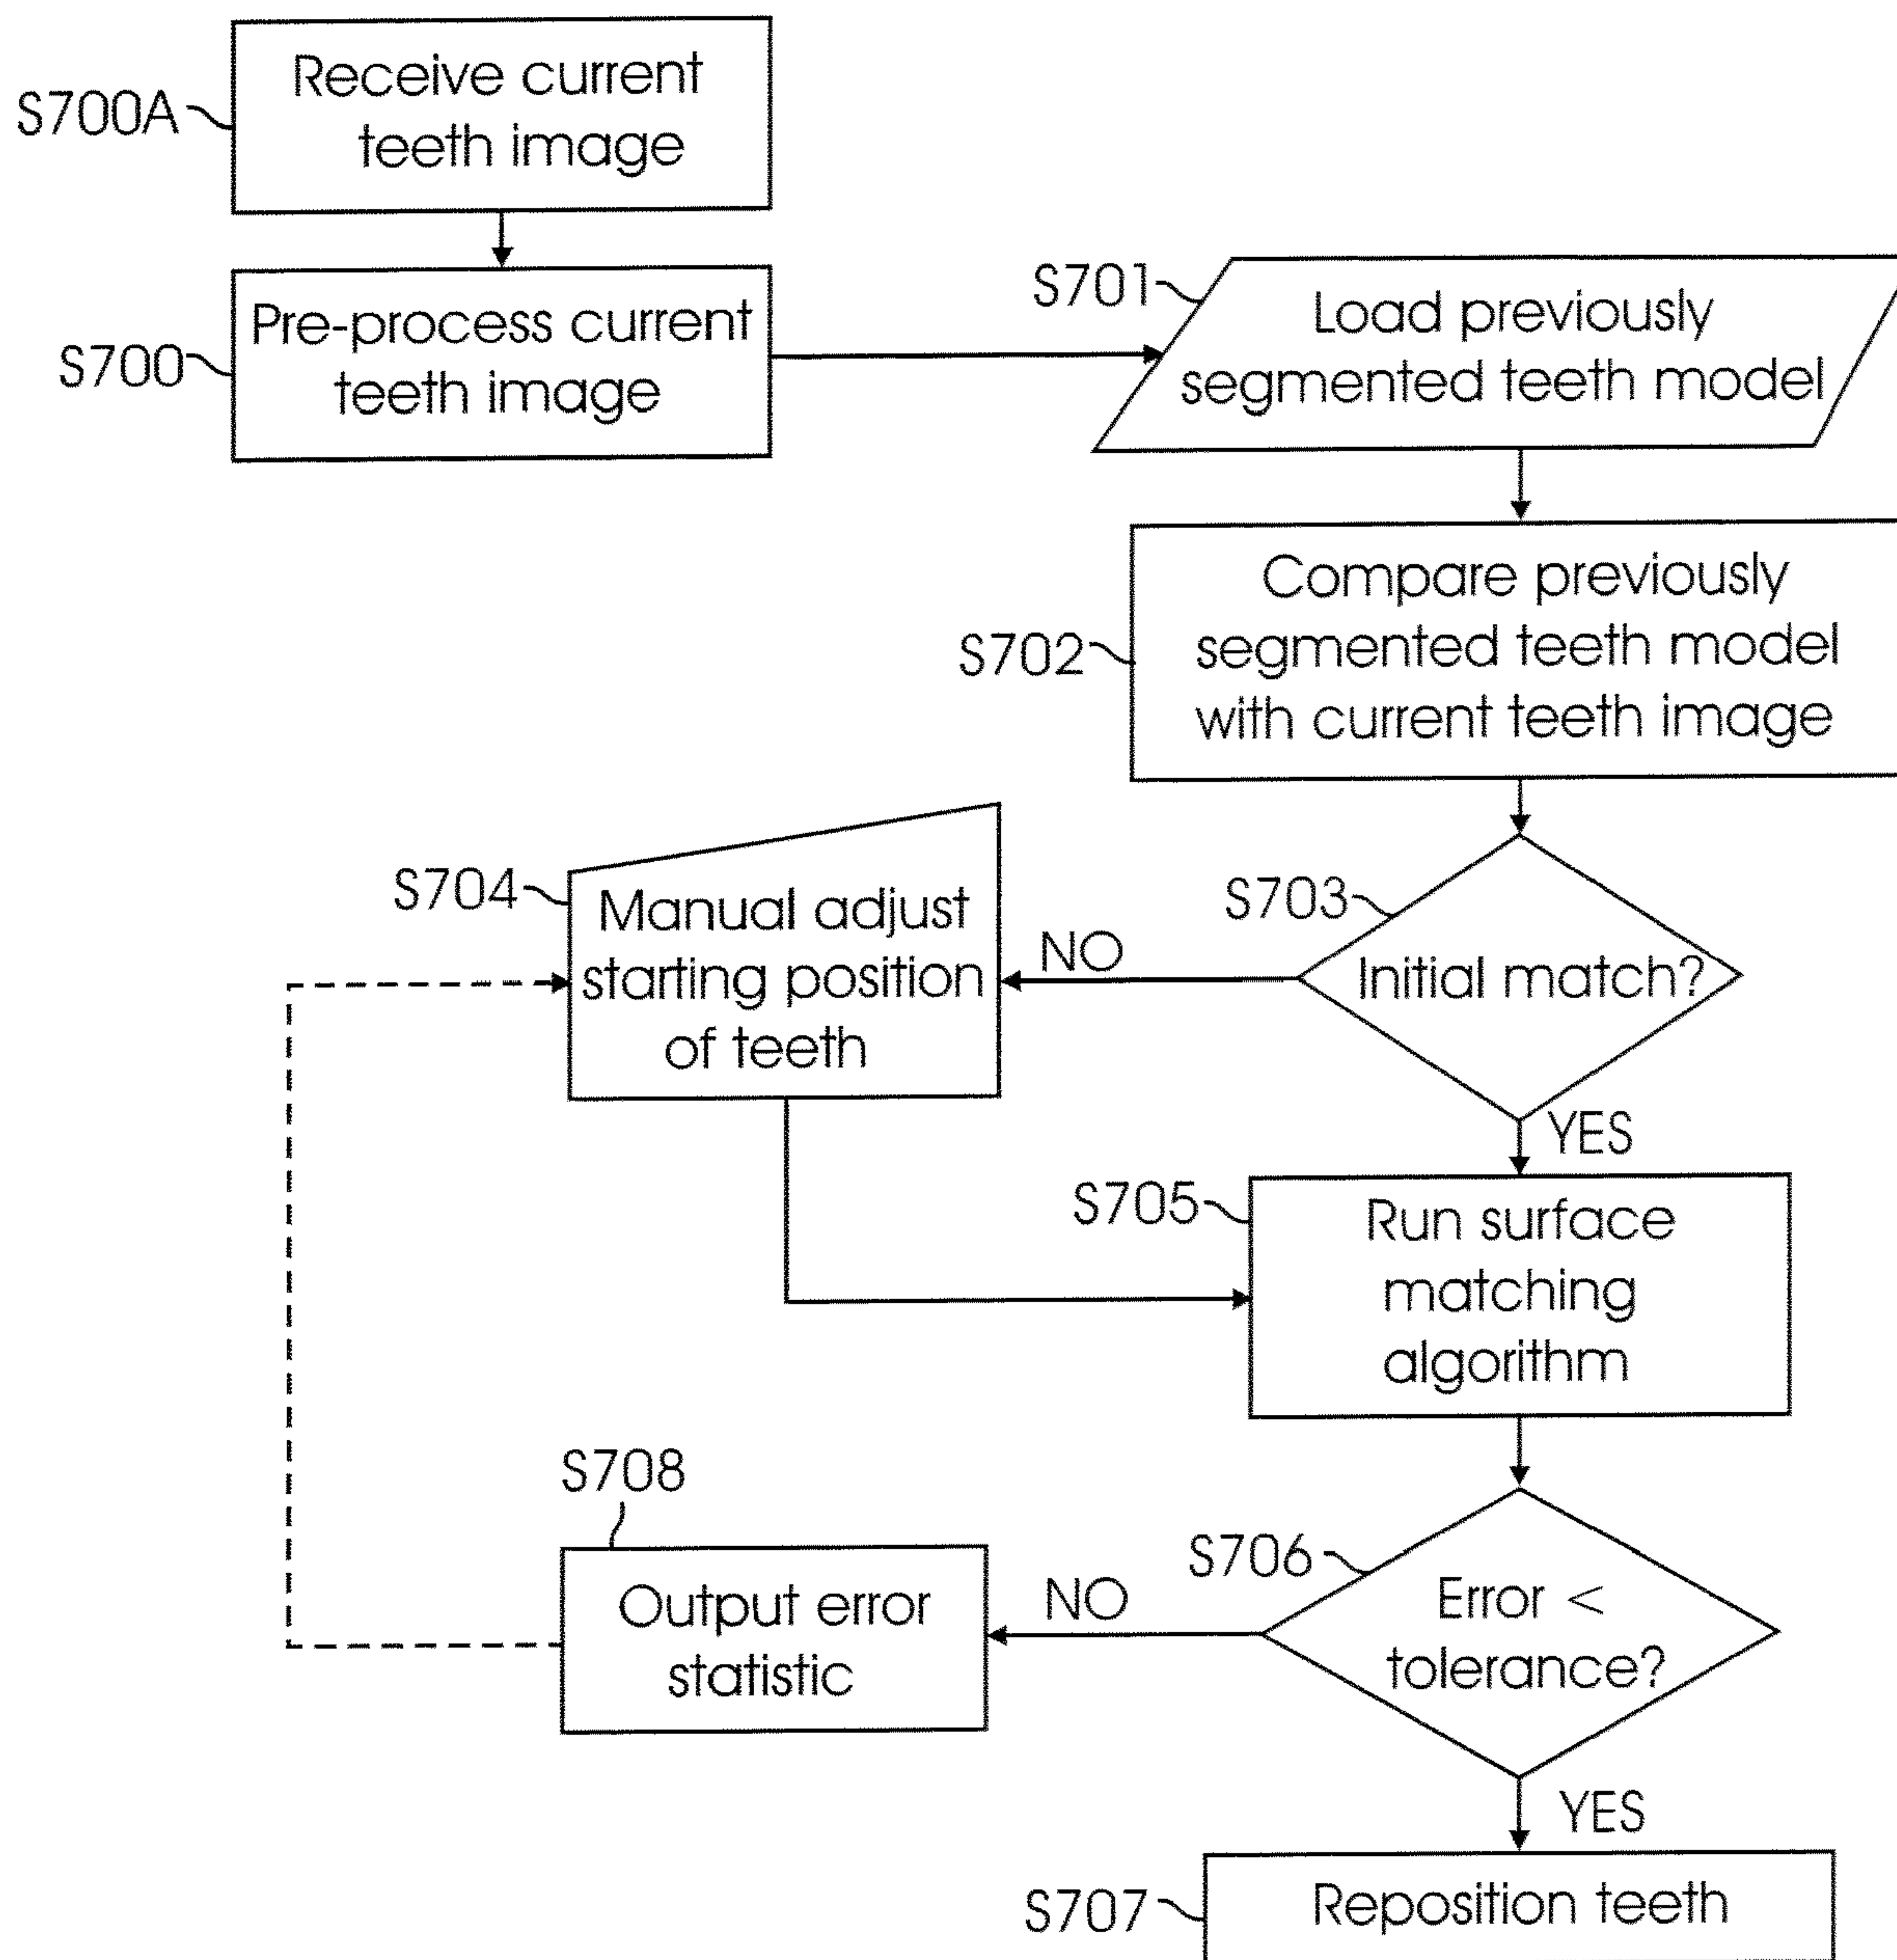 S700A
Receive current
teeth image
S700
Pre-process current
teeth image
S701
Load previously
segmented teeth model
S702
Compare previously
segmented teeth model
with current teeth image
S703
Initial match?
NO
YES
S704
Manual adjust
starting position
of teeth
S705
Run surface
matching
algorithm
S706
Error <
tolerance?
NO
YES
S708
Output error
statistic
S707
Reposition teeth